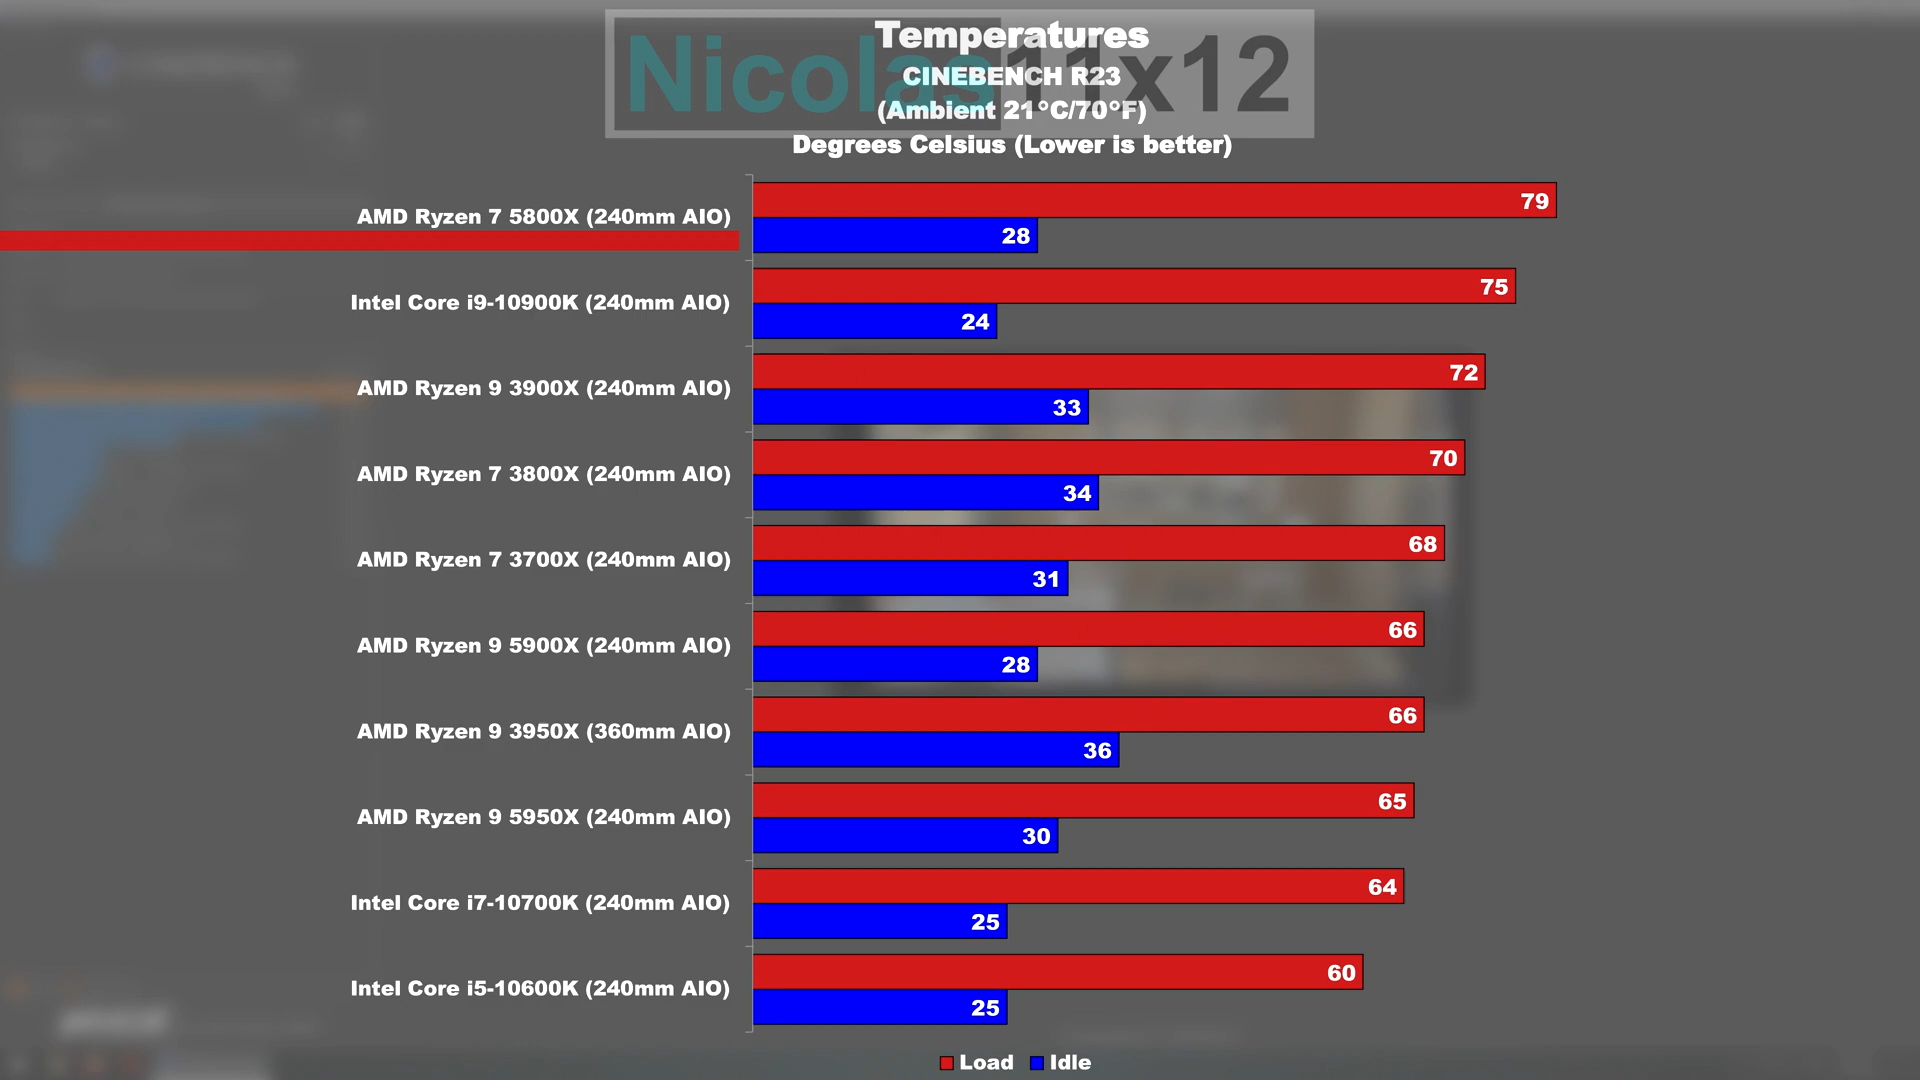 Nicolas11x12
Temperatures
CINEBENCH R23
(Ambient 21°C/70°F)
Degrees Celsius (Lower is better)
AMD Ryzen 7 5800X (240mm AIO)
79
28
Intel Core i9-10900K (240mm AIO)
75
24
AMD Ryzen 9 3900X (240mm AIO)
72
33
AMD Ryzen 7 3800X (240mm AIO)
70
34
AMD Ryzen 7 3700X (240mm AIO)
68
31
AMD Ryzen 9 5900X (240mm AIO)
66
28
AMD Ryzen 9 3950X (360mm AIO)
66
36
AMD Ryzen 9 5950X (240mm AIO)
65
30
Intel Core i7-10700K (240mm AIO)
64
25
Intel Core i5-10600K (240mm AIO)
60
25
Load Idle